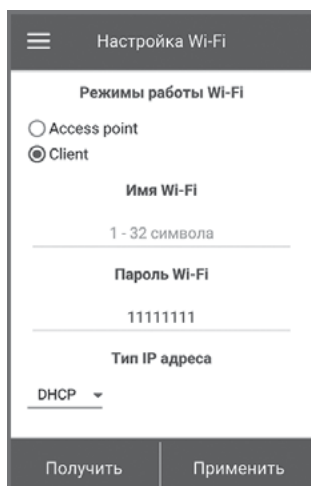 Настройка Wi-Fi
Режимы работы Wi-Fi
Access point
Client
Имя Wi-Fi
1 - 32 символа
Пароль Wi-Fi
11111111
Тип IP адреса
DHCP
Получить
Применить